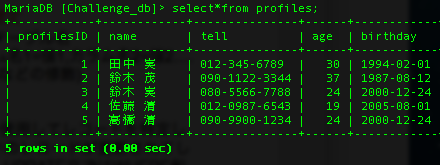 MariaDB [Challenge_db]> select*from profiles;
+------------+-----------+---------------+------+------------+
| profilesID | name      | tell          | age  | birthday
+------------+-----------+---------------+------+------------+
| 1 | 田中 実 | 012-345-6789 | 30 | 1994-02-01
| 2 | 鈴木 茂 | 090-1122-3344 | 37 | 1987-08-12
| 3 | 鈴木 実 | 080-5566-7788 | 24 | 2000-12-24
| 4 | 佐藤 清 | 012-0987-6543 | 19 | 2005-08-01
| 5 | 高橋 清 | 090-9900-1234 | 24 | 2000-12-24
+------------+-----------+---------------+------+------------+
5 rows in set (0.00 sec)